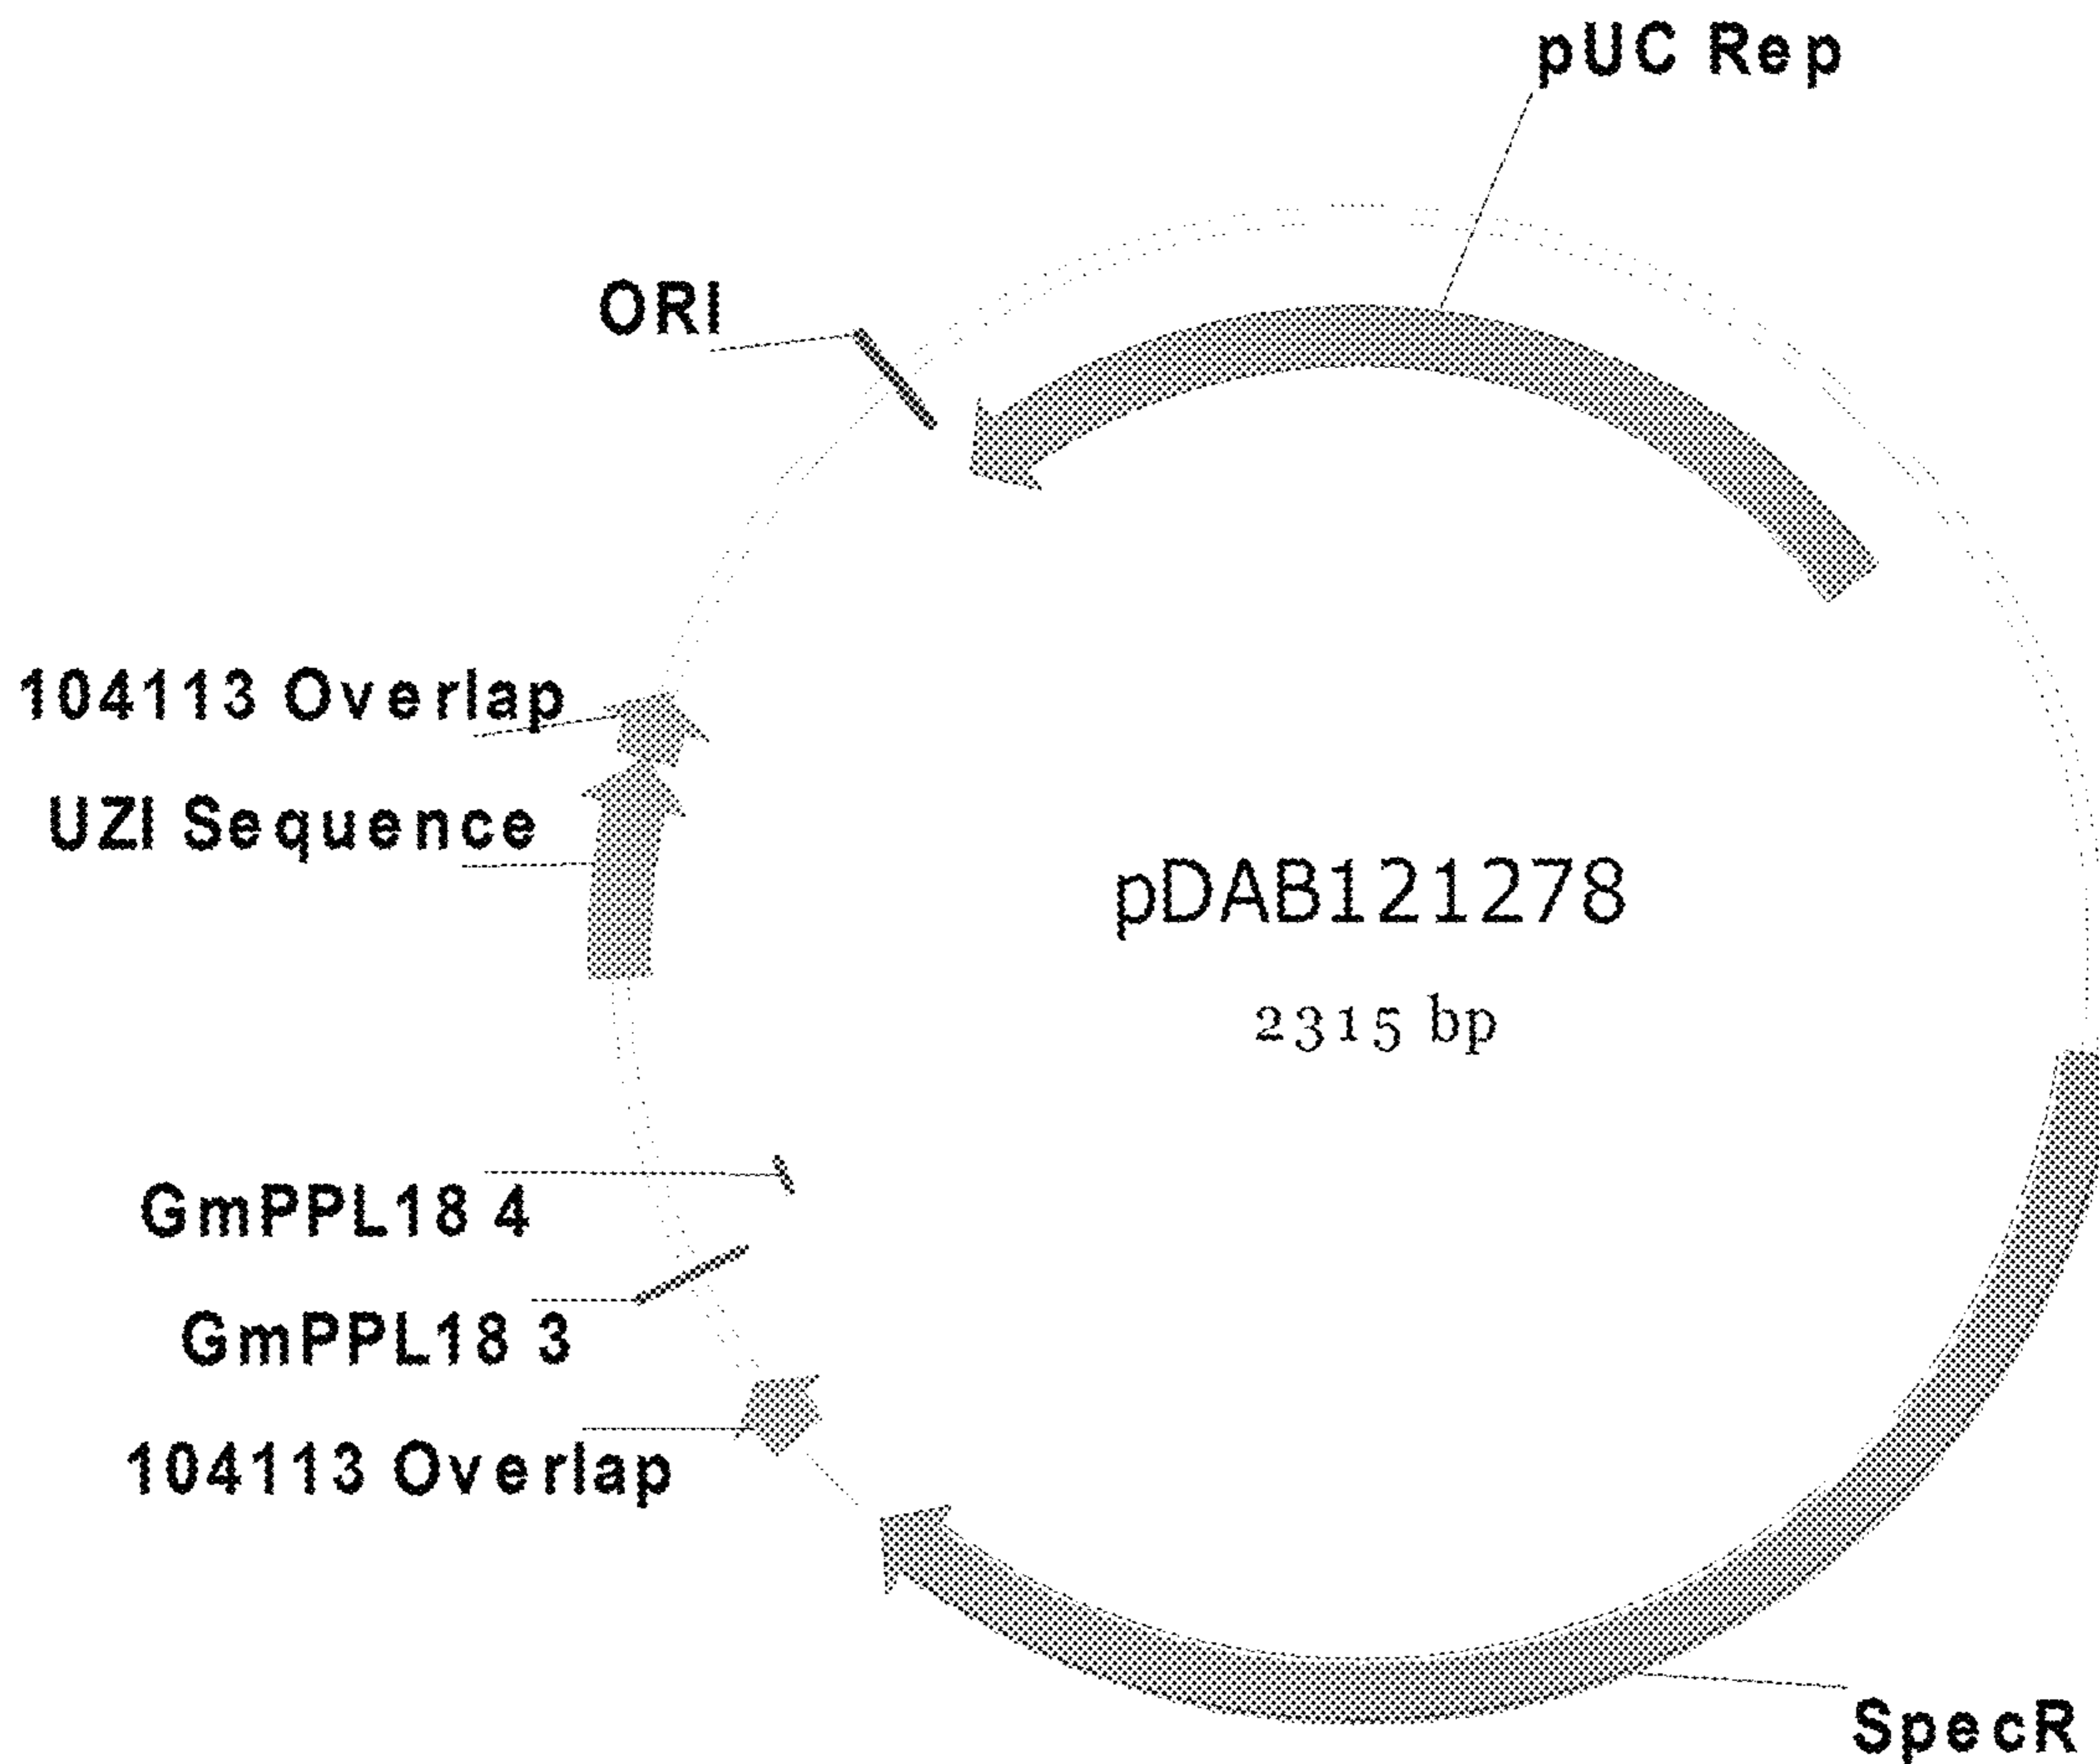 pUC Rep
ORI
104113 Overlap
UZI Sequence
pDAB121278
2315 bp
GmPPL18 4
GmPPL18 3
104113 Overlap
SpecR